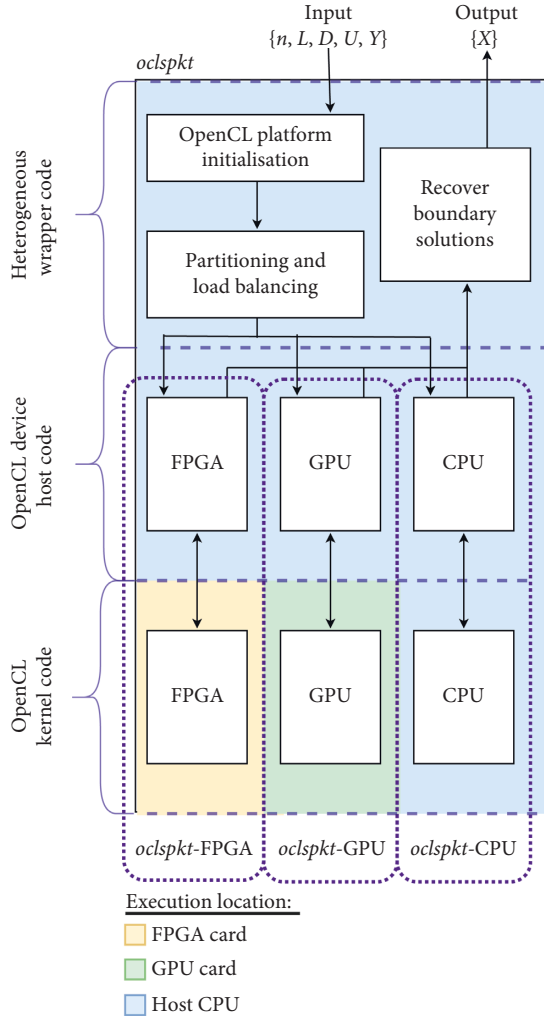 Input
{n, L, D, U, Y}
Output
{X}
oclspkt
OpenCL platform
initialisation
Recover
boundary
solutions
Partitioning and
load balancing
Heterogeneous
wrapper code
OpenCL device
host code
FPGA
GPU
CPU
OpenCL
kernel code
FPGA
GPU
CPU
oclspkt-FPGA
oclspkt-GPU
oclspkt-CPU
Execution location:
FPGA card
GPU card
Host CPU